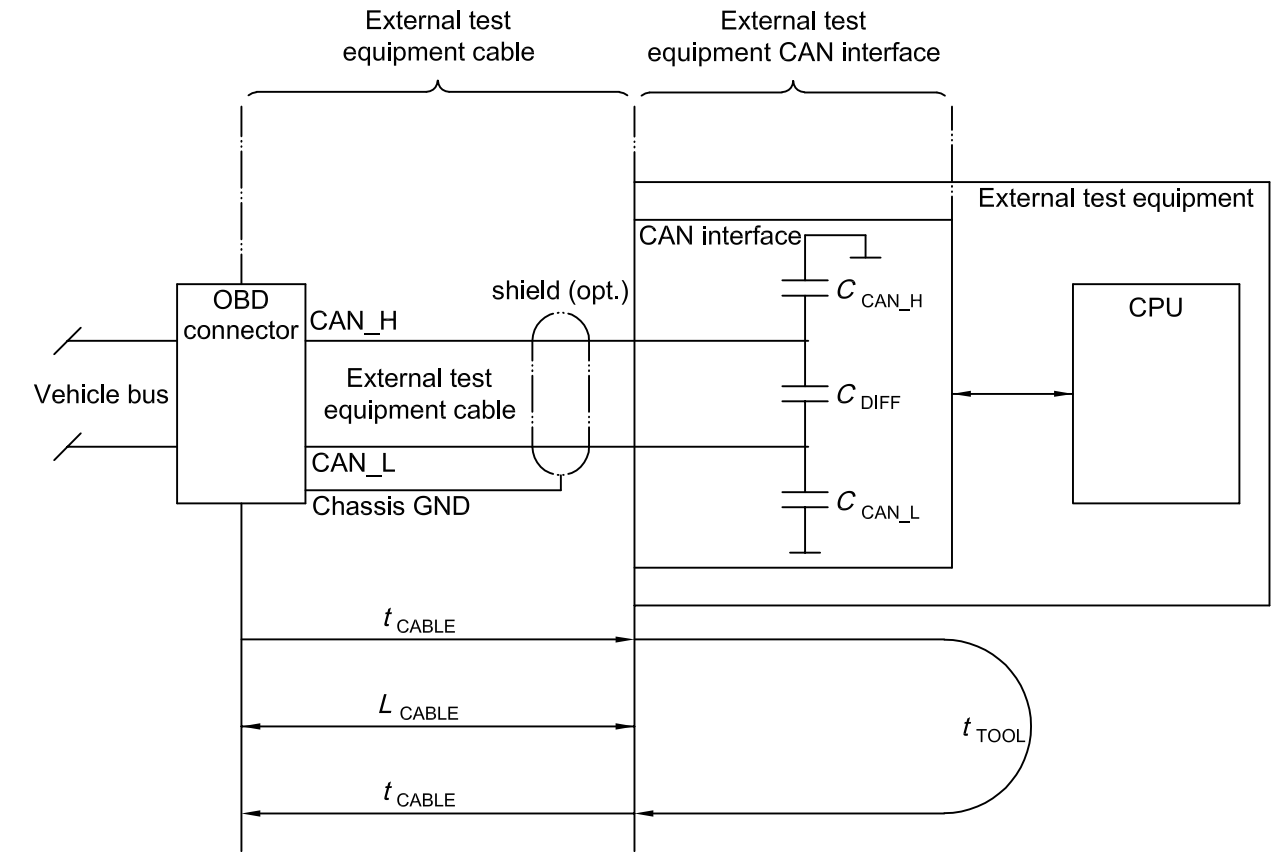 External test
equipment cable
External test
equipment CAN interface
External test equipment
CAN interface
OBD
connector
CAN_H
shield (opt.)
C CAN_H
CPU
Vehicle bus
External test
equipment cable
C DIFF
CAN_L
Chassis GND
C CAN_L
t CABLE
L CABLE
t TOOL
t CABLE